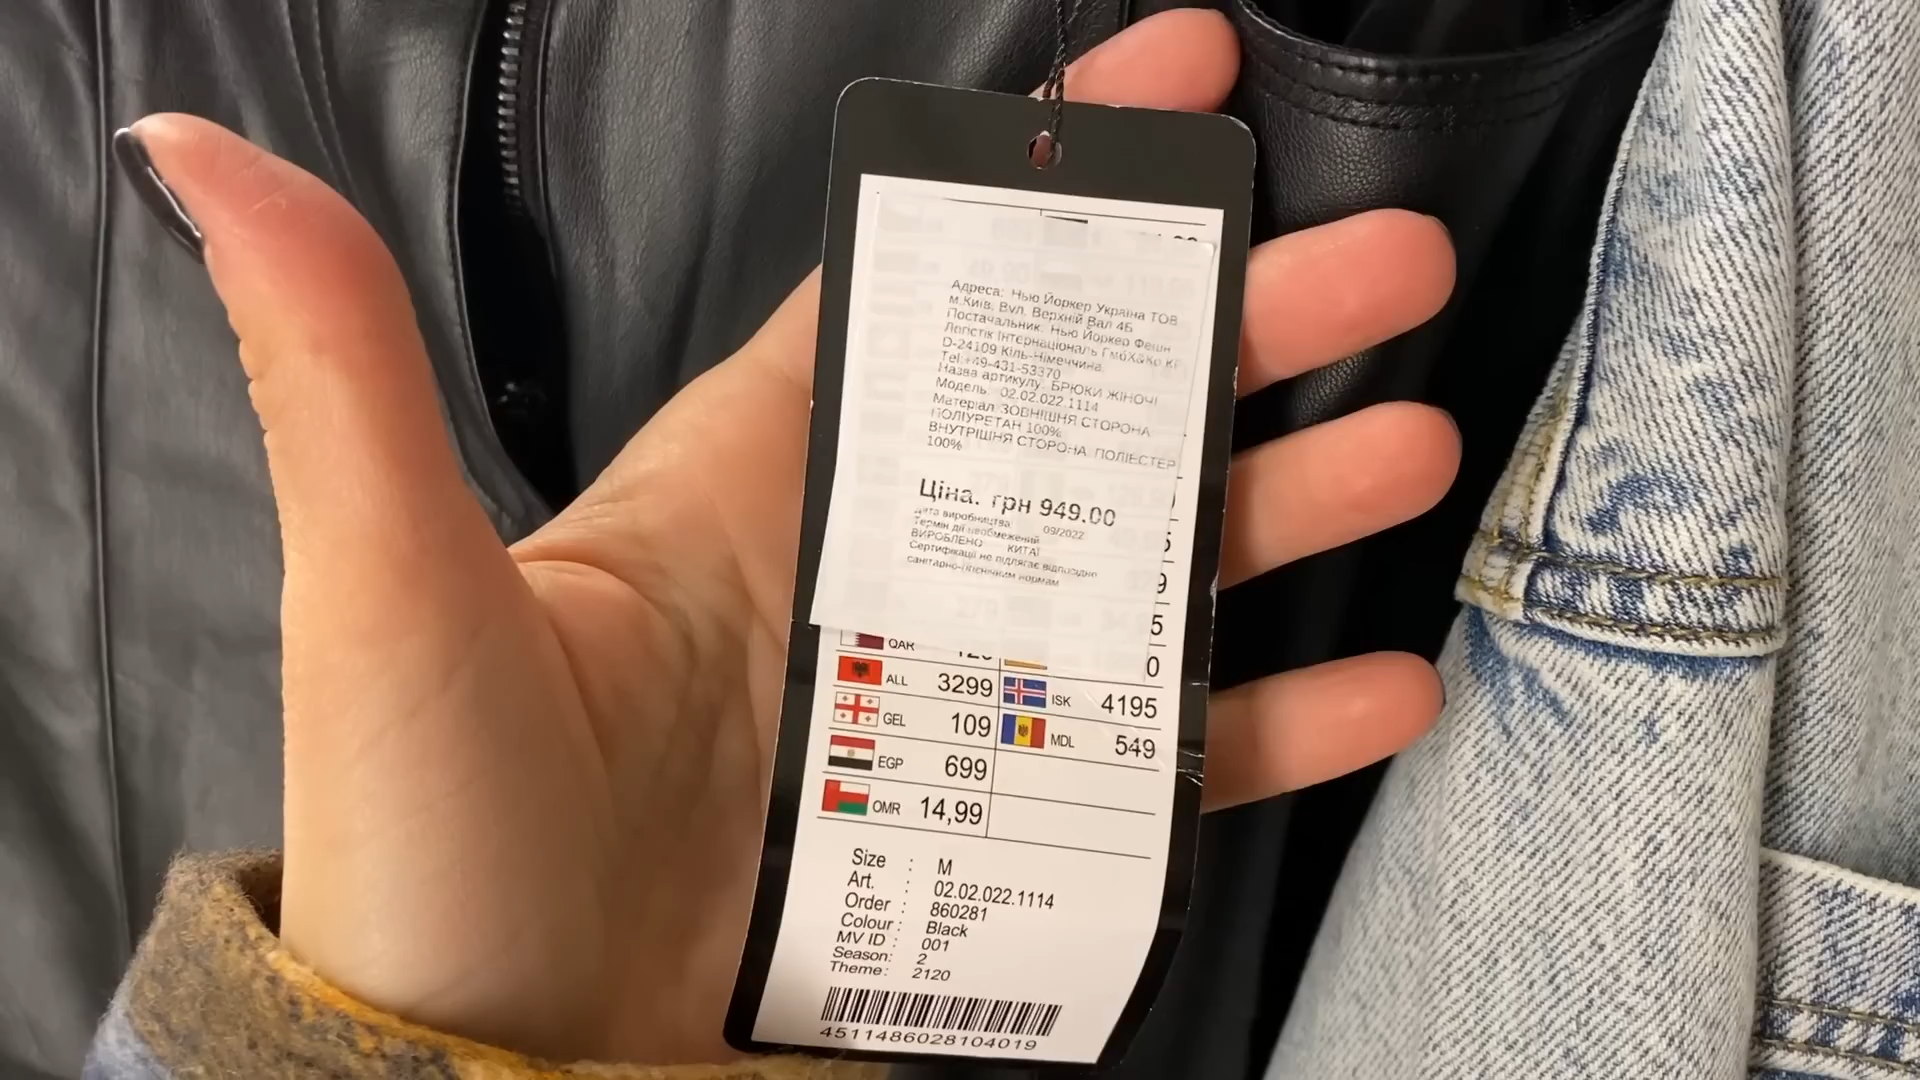 Адреса: Нью Йоркер Україна ТОВ
м.Київ, Вул. Верхній Вал 4Б
Постачальник: Нью Йоркер Фешн
Логістік Інтернаціональ ГмбХ&Ко КГ
D-24109 Кіль-Німеччина
Tel:+49-431-53370
Назва артикулу: БРЮКИ ЖІНОЧІ
Модель: 02.02.022.1114
Матеріал: ЗОВНІШНЯ СТОРОНА
ПОЛІУРЕТАН 100%
ВНУТРІШНЯ СТОРОНА: ПОЛІЕСТЕР
100%
Ціна. грн 949.00
дата виробництва: 09/2022
Термін дії необмежений
ВИРОБЛЕНО КИТАЇ
Сертифікації не підлягає відповідно
санітарно-гігієнічним нормам
QAR
ALL 3299 ISK 4195
GEL 109 MDL 549
EGP 699
OMR 14,99
Size : M
Art. : 02.02.022.1114
Order : 860281
Colour : Black
MV ID : 001
Season: 2
Theme: 2120
4511486028104019